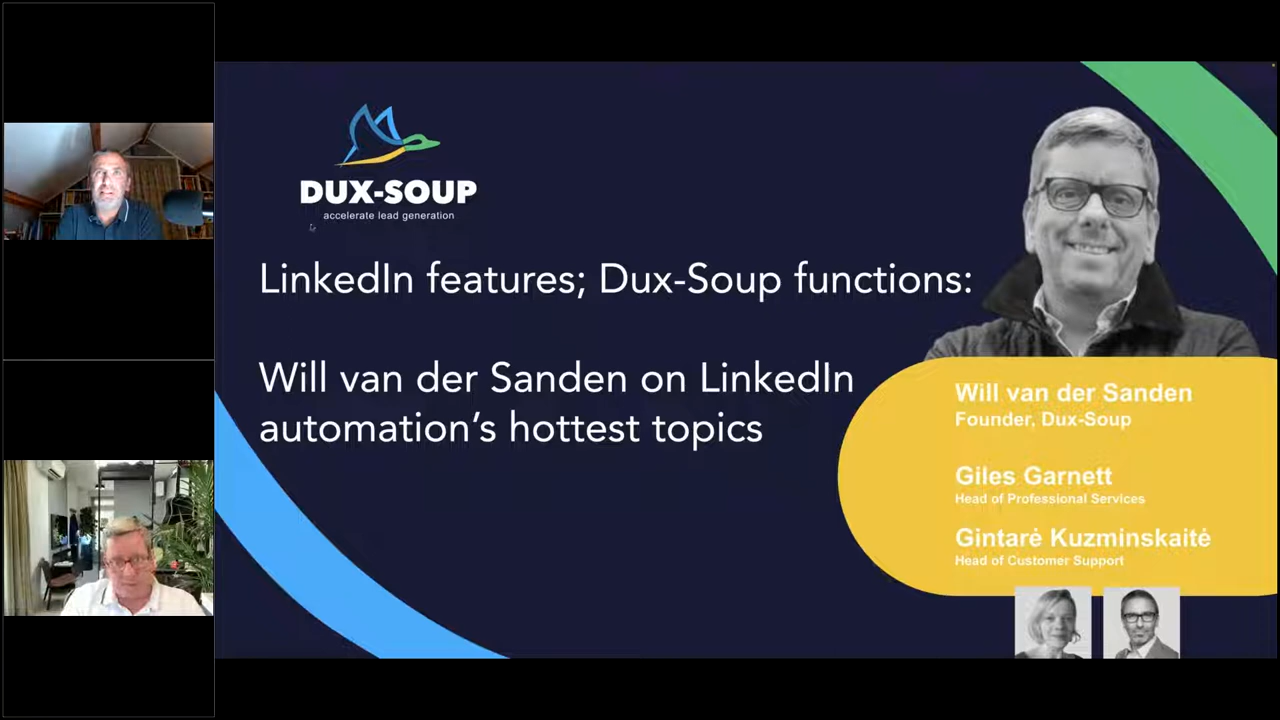 DUX-SOUP
accelerate lead generation
LinkedIn features; Dux-Soup functions:
Will van der Sanden on LinkedIn
automation’s hottest topics
Will van der Sanden
Founder, Dux-Soup
Giles Garnett
Head of Professional Services
Gintarė Kuzminskaitė
Head of Customer Support